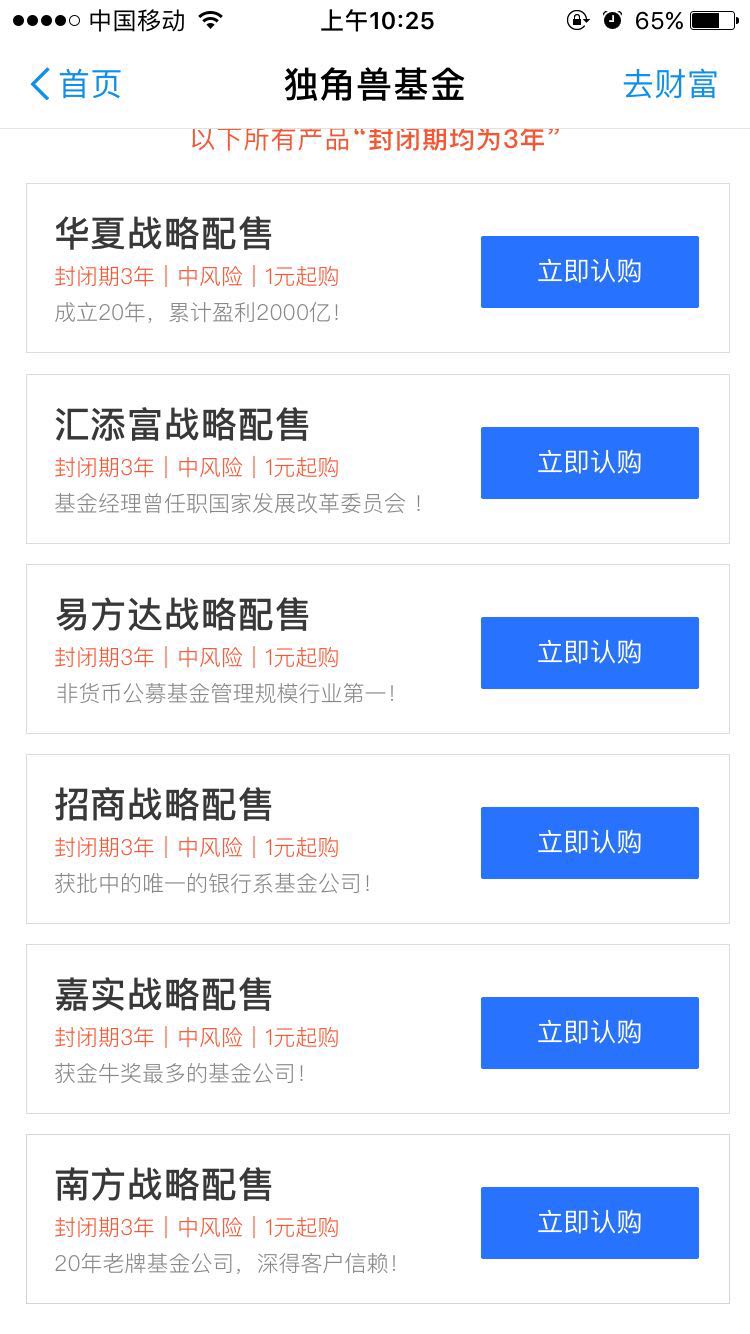 中国移动 上午10:25 65%
首页 独角兽基金 去财富
以下所有产品“封闭期均为3年”
华夏战略配售
封闭期3年｜中风险｜1元起购
立即认购
成立20年，累计盈利2000亿！
汇添富战略配售
封闭期3年｜中风险｜1元起购
立即认购
基金经理曾任职国家发展改革委员会 ！
易方达战略配售
封闭期3年｜中风险｜1元起购
立即认购
非货币公募基金管理规模行业第一！
招商战略配售
封闭期3年｜中风险｜1元起购
立即认购
获批中的唯一的银行系基金公司！
嘉实战略配售
封闭期3年｜中风险｜1元起购
立即认购
获金牛奖最多的基金公司！
南方战略配售
封闭期3年｜中风险｜1元起购
立即认购
20年老牌基金公司，深得客户信赖！